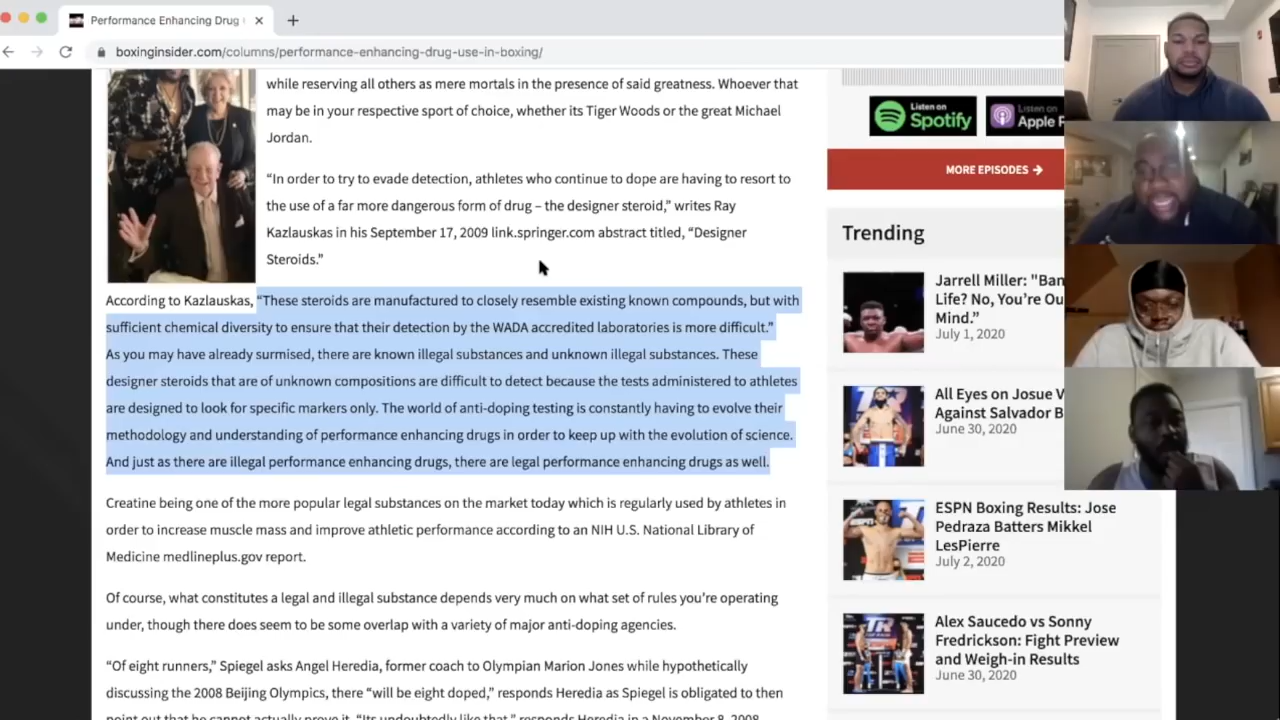 Performance Enhancing Drug
boxinginsider.com/columns/performance-enhancing-drug-use-in-boxing/
while reserving all others as mere mortals in the presence of said greatness. Whoever that
may be in your respective sport of choice, whether its Tiger Woods or the great Michael
Jordan.
“In order to try to evade detection, athletes who continue to dope are having to resort to
the use of a far more dangerous form of drug – the designer steroid,” writes Ray
Kazlauskas in his September 17, 2009 link.springer.com abstract titled, “Designer
Steroids.”
According to Kazlauskas, “These steroids are manufactured to closely resemble existing known compounds, but with
sufficient chemical diversity to ensure that their detection by the WADA accredited laboratories is more difficult.”
As you may have already surmised, there are known illegal substances and unknown illegal substances. These
designer steroids that are of unknown compositions are difficult to detect because the tests administered to athletes
are designed to look for specific markers only. The world of anti-doping testing is constantly having to evolve their
methodology and understanding of performance enhancing drugs in order to keep up with the evolution of science.
And just as there are illegal performance enhancing drugs, there are legal performance enhancing drugs as well.
Creatine being one of the more popular legal substances on the market today which is regularly used by athletes in
order to increase muscle mass and improve athletic performance according to an NIH U.S. National Library of
Medicine medlineplus.gov report.
Of course, what constitutes a legal and illegal substance depends very much on what set of rules you're operating
under, though there does seem to be some overlap with a variety of major anti-doping agencies.
“Of eight runners,” Spiegel asks Angel Heredia, former coach to Olympian Marion Jones while hypothetically
discussing the 2008 Beijing Olympics, there “will be eight doped,” responds Heredia as Spiegel is obligated to then
point out that he cannot actually prove it. “Its undoubtedly like that,” responds Heredia in a November 8, 2008
Listen on
Spotify
Listen on
Apple P
MORE EPISODES
Trending
Jarrell Miller: "Ban
Life? No, You're Ou
Mind.”
July 1, 2020
All Eyes on Josue V
Against Salvador B
June 30, 2020
ESPN Boxing Results: Jose
Pedraza Batters Mikkel
LesPierre
July 2, 2020
Alex Saucedo vs Sonny
Fredrickson: Fight Preview
and Weigh-in Results
June 30, 2020